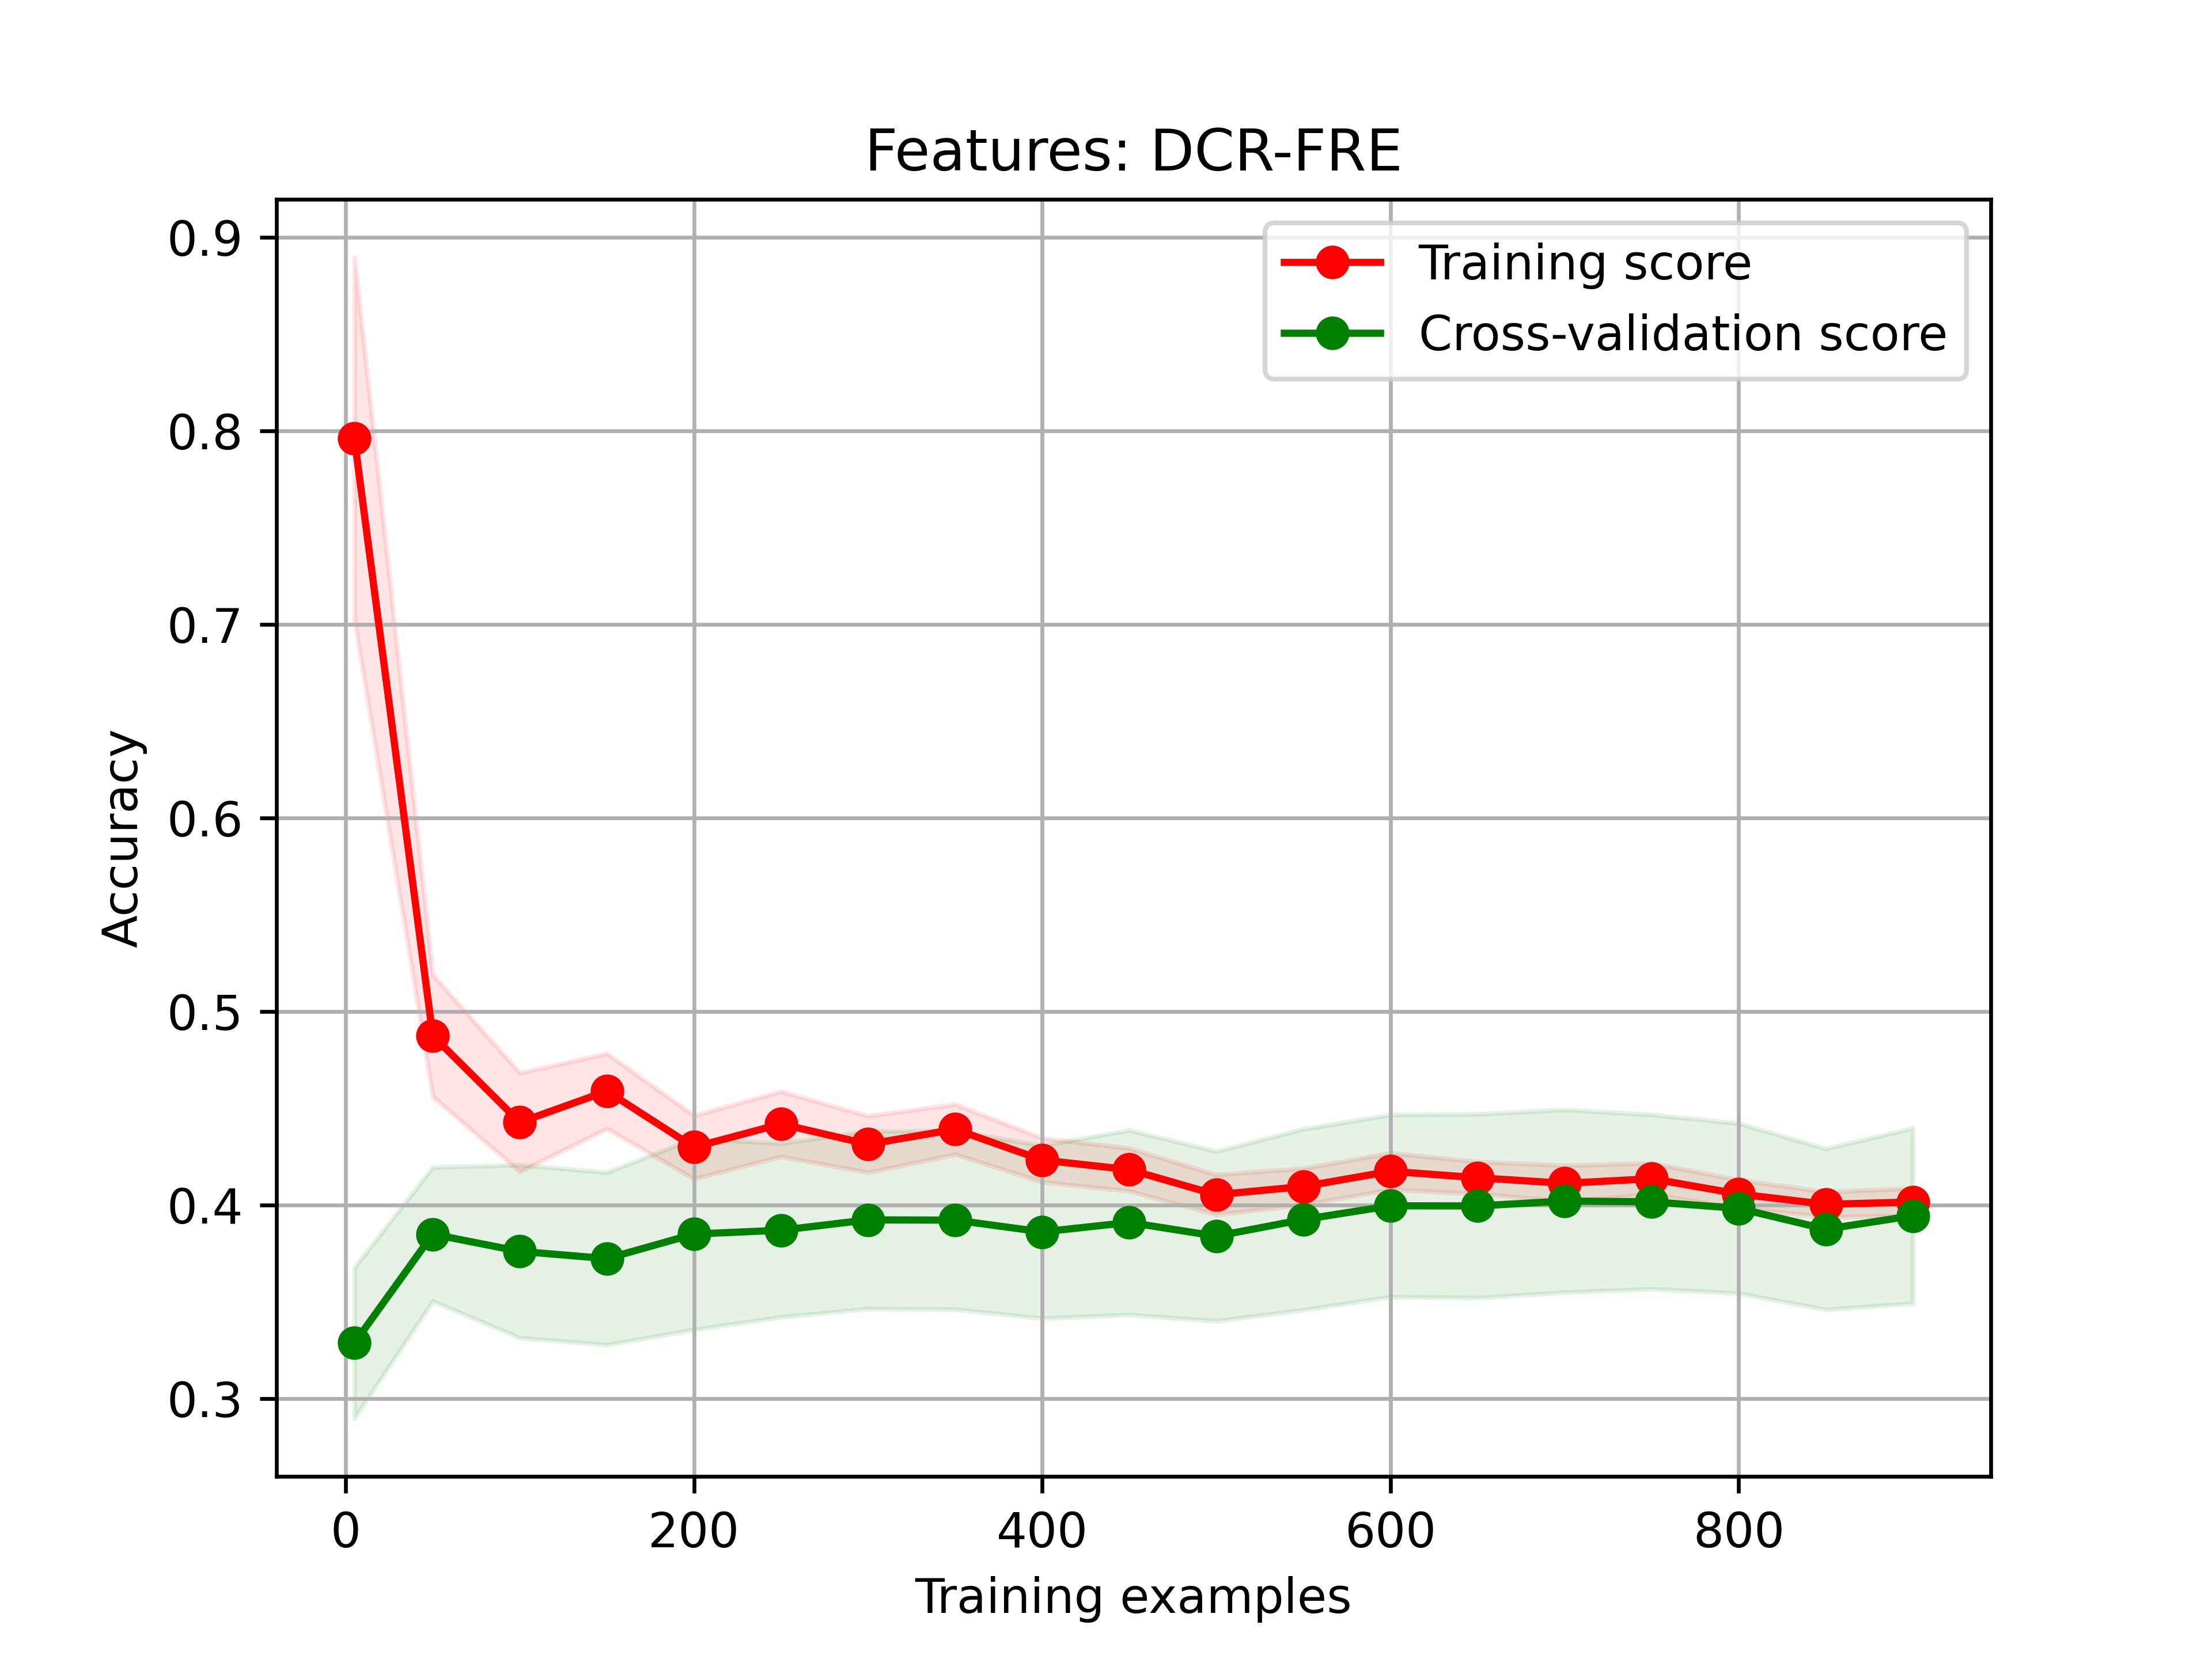 Features: DCR-FRE
Training score
Cross-validation score
0.9
0.8
0.7
0.6
0.5
0.4
0.3
Accuracy
0 200 400 600 800
Training examples